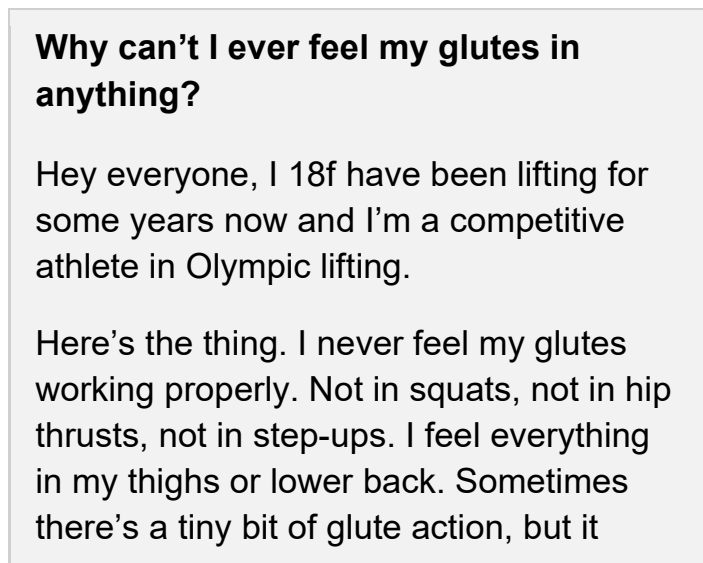 Why can’t I ever feel my glutes in
anything?
Hey everyone, I 18f have been lifting for
some years now and I’m a competitive
athlete in Olympic lifting.
Here’s the thing. I never feel my glutes
working properly. Not in squats, not in hip
thrusts, not in step-ups. I feel everything
in my thighs or lower back. Sometimes
there’s a tiny bit of glute action, but it